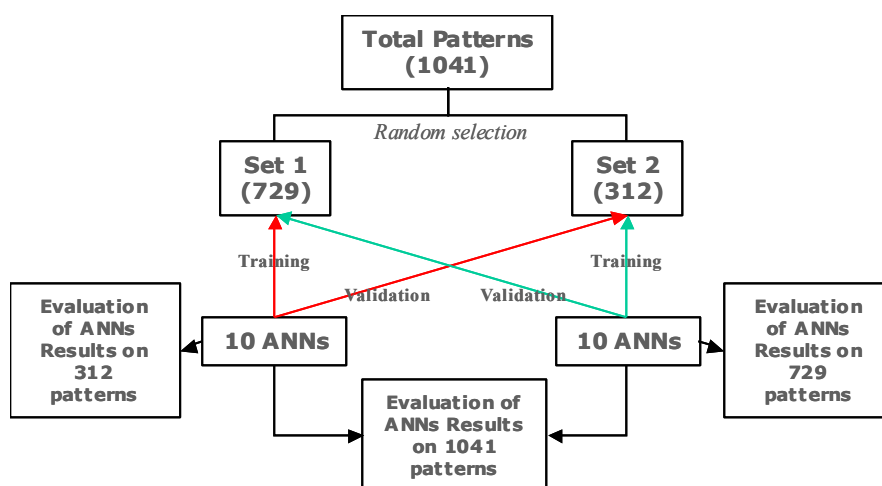 Total Patterns
(1041)
Random selection
Set 1
(729)
Set 2
(312)
Training
Training
Validation
Validation
Evaluation
of ANNs
Results on
312
patterns
10 ANNs
10 ANNs
Evaluation
of ANNs
Results on
729
patterns
Evaluation of
ANNs Results
on 1041
patterns